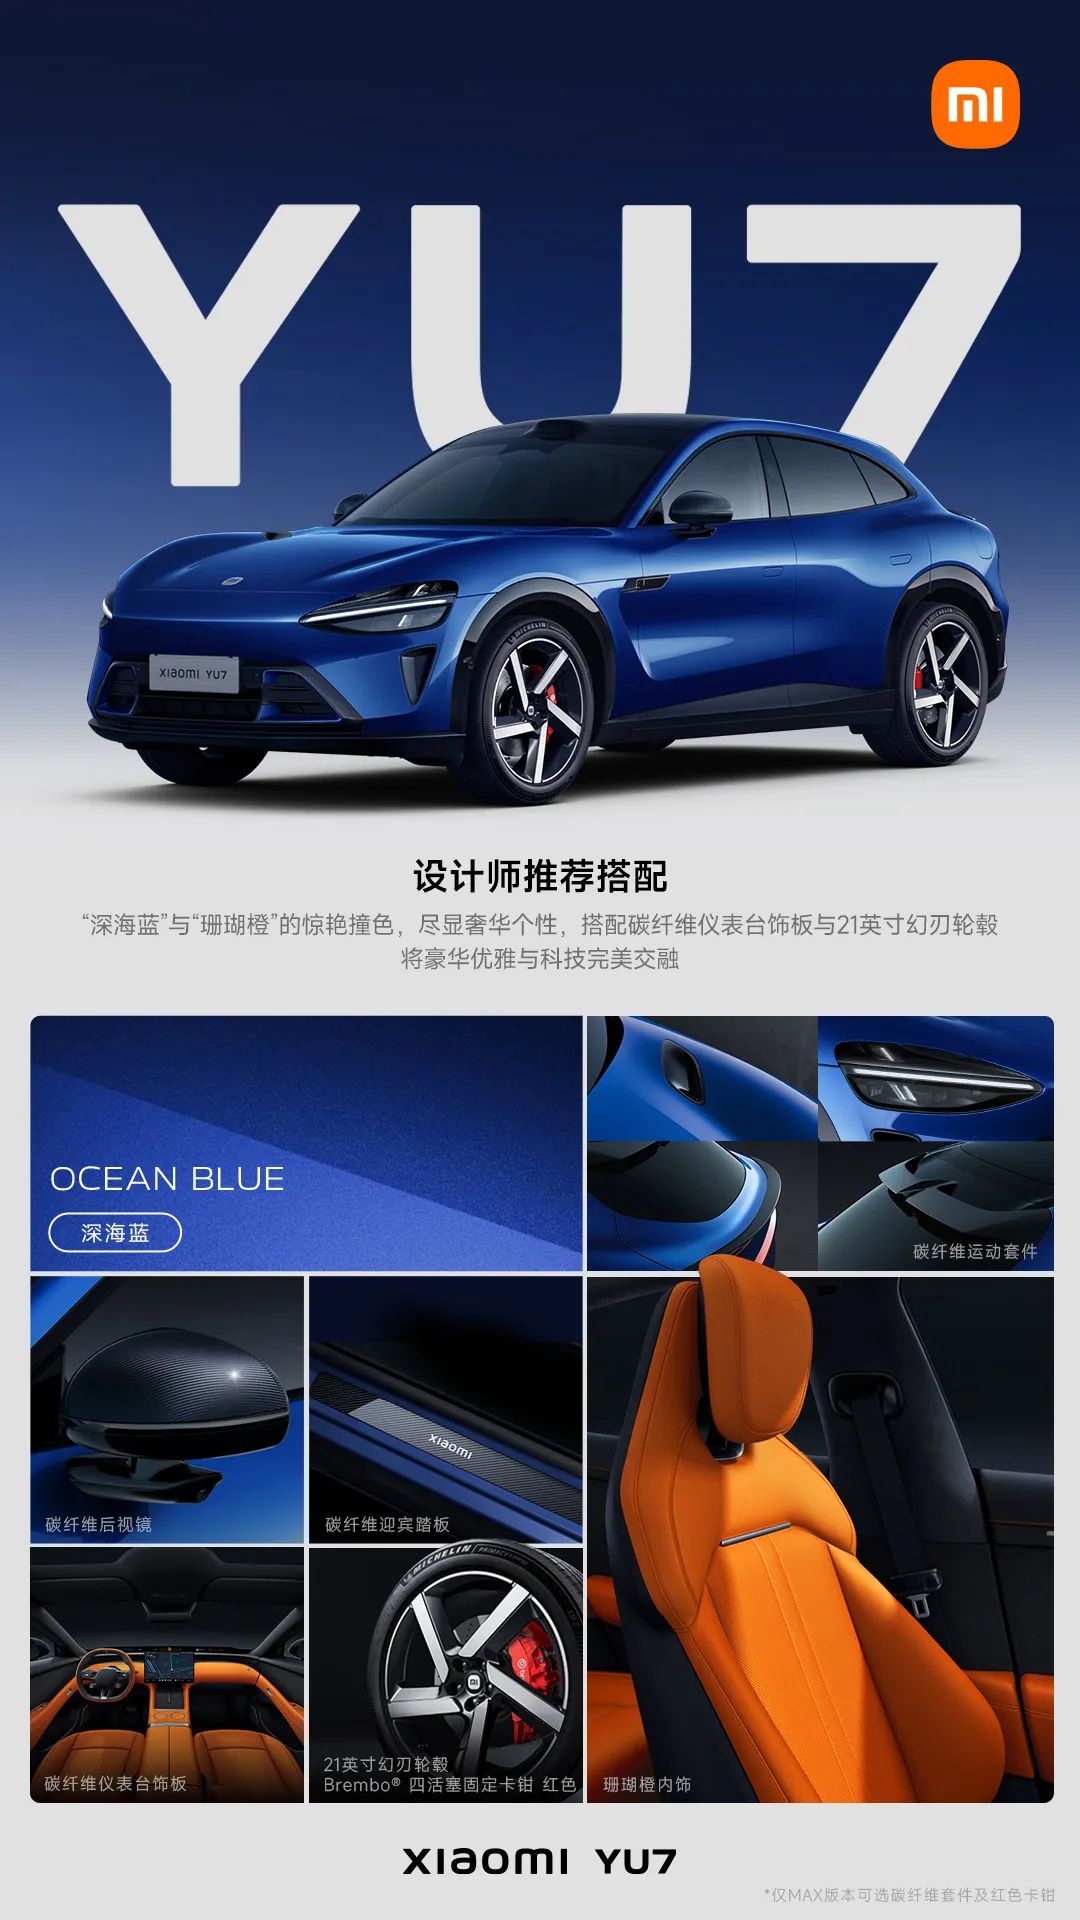 mi
YU7
XIAOMI YU7
MICHELIN
MICHELIN
设计师推荐搭配
“深海蓝”与“珊瑚橙”的惊艳撞色，尽显奢华个性，搭配碳纤维仪表台饰板与21英寸幻刃轮毂
将豪华优雅与科技完美交融
OCEAN BLUE
深海蓝
碳纤维运动套件
xiaomi
碳纤维后视镜
碳纤维迎宾踏板
MICHELIN PRIMACY
mi
碳纤维仪表台饰板
21英寸幻刃轮毂
Brembo® 四活塞固定卡钳 红色
珊瑚橙内饰
XIAOMI YU7
*仅MAX版本可选碳纤维套件及红色卡钳